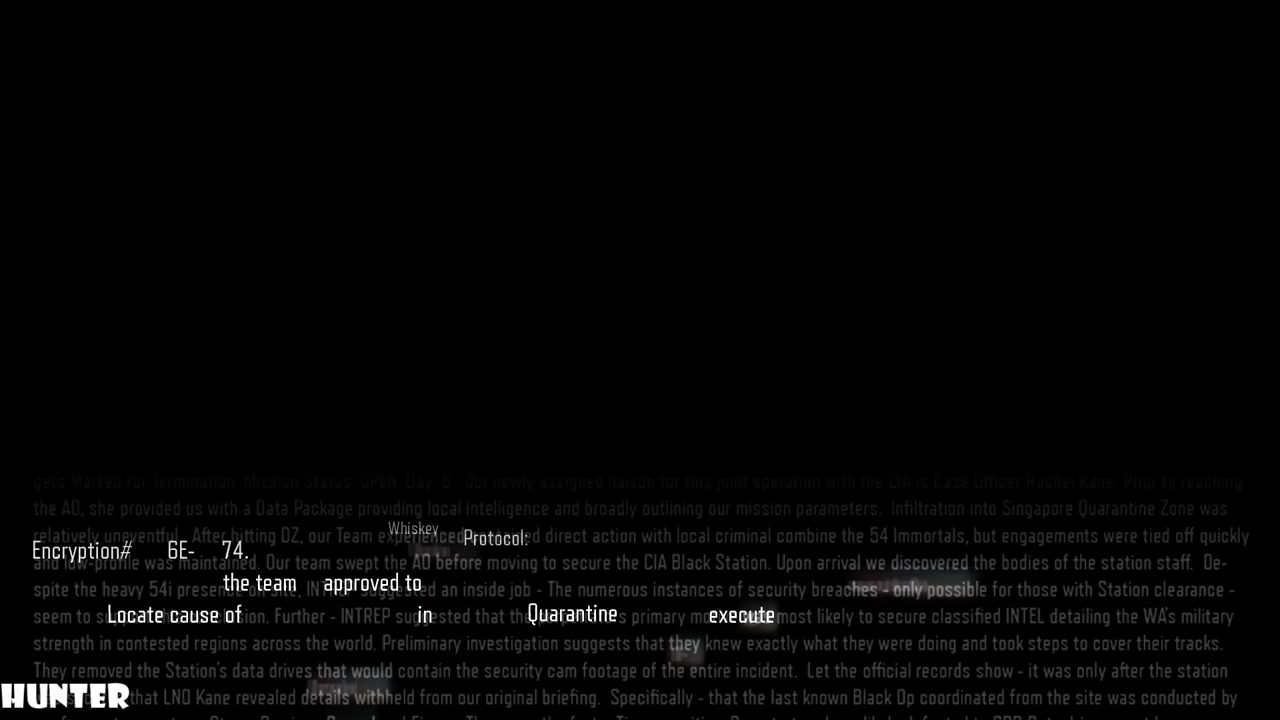 gets Marked for Termination. Mission Status: OPEN. Day: 0. Our newly assigned liaison for this joint operation with the CIA is Case Officer Rachel Kane. Prior to reaching
the AO, she provided us with a Data Package providing local intelligence and broadly outlining our mission parameters. Infiltration into Singapore Quarantine Zone was
Whiskey
relatively uneventful. After hitting DZ, our Team direct action with local criminal combine the 54 Immortals, but engagements were tied off quickly
Protocol:
Encryption# 6E- 74.
and low-profile was maintained. Our team swept the AO before moving to secure the CIA Black Station. Upon arrival we discovered the bodies of the station staff. De-
the team approved to
spite the heavy 54i an inside job - The numerous instances of security breaches - only possible for those with Station clearance -
Locate cause of in Quarantine execute
seem to Further - INTREP suggested that primary most likely to secure classified INTEL detailing the WA's military
strength in contested regions across the world. Preliminary investigation suggests that they knew exactly what they were doing and took steps to cover their tracks.
They removed the Station's data drives that would contain the security cam footage of the entire incident. Let the official records show - it was only after the station
that LNO Kane revealed details withheld from our original briefing. Specifically - that the last known Black Op coordinated from the site was conducted by
HUNTER